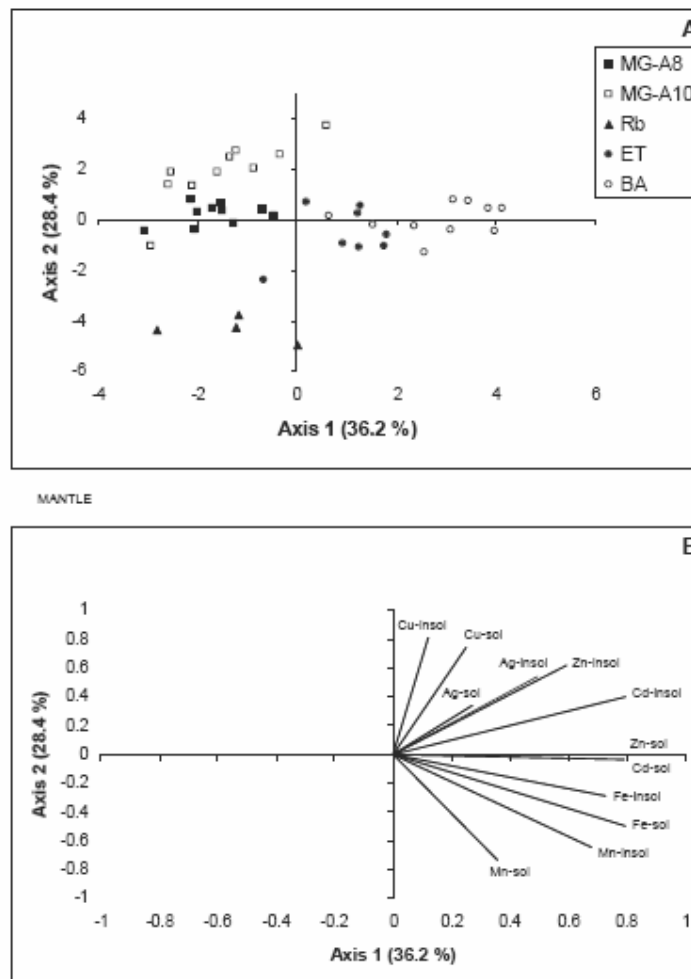 A
MG-A8
MG-A10
Rb
ET
BA
4
2
0
-2
-4
-6
Axis 2 (28.4 %)
-4 -2 0 2 4 6
Axis 1 (36.2 %)
MANTLE
1
0.8
0.6
0.4
0.2
0
-0.2
-0.4
-0.6
-0.8
-1
Axis 2 (28.4 %)
Cu-insol
Cu-sol
Ag-insol
Zn-insol
Ag-sol
Cd-insol
Zn-sol
Cd-sol
Fe-insol
Fe-sol
Mn-insol
Mn-sol
-1 -0.8 -0.6 -0.4 -0.2 0 0.2 0.4 0.6 0.8 1
Axis 1 (36.2 %)